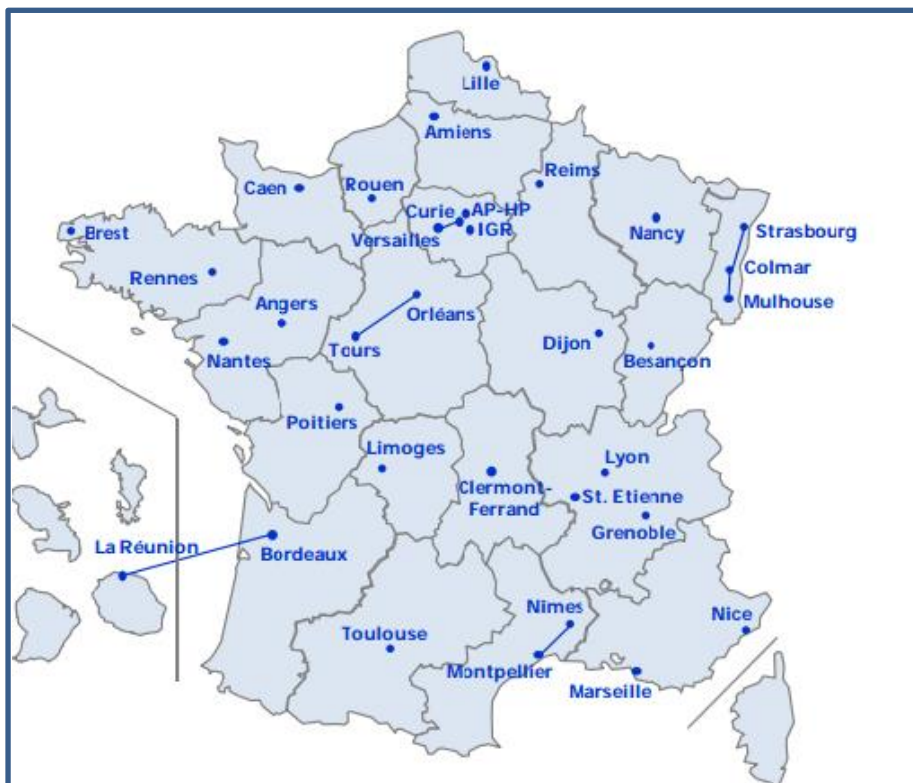 Lille
Amiens
Reims
Caen
Rouen
Curie
AP-HP
Versailles
IGR
Nancy
Strasbourg
Brest
Colmar
Rennes
Mulhouse
Angers
Orléans
Nantes
Tours
Dijon
Besançon
Poitiers
Limoges
Lyon
Clermont-
Ferrand
St. Etienne
Grenoble
La Réunion
Bordeaux
Nimes
Nice
Toulouse
Montpellier
Marseille